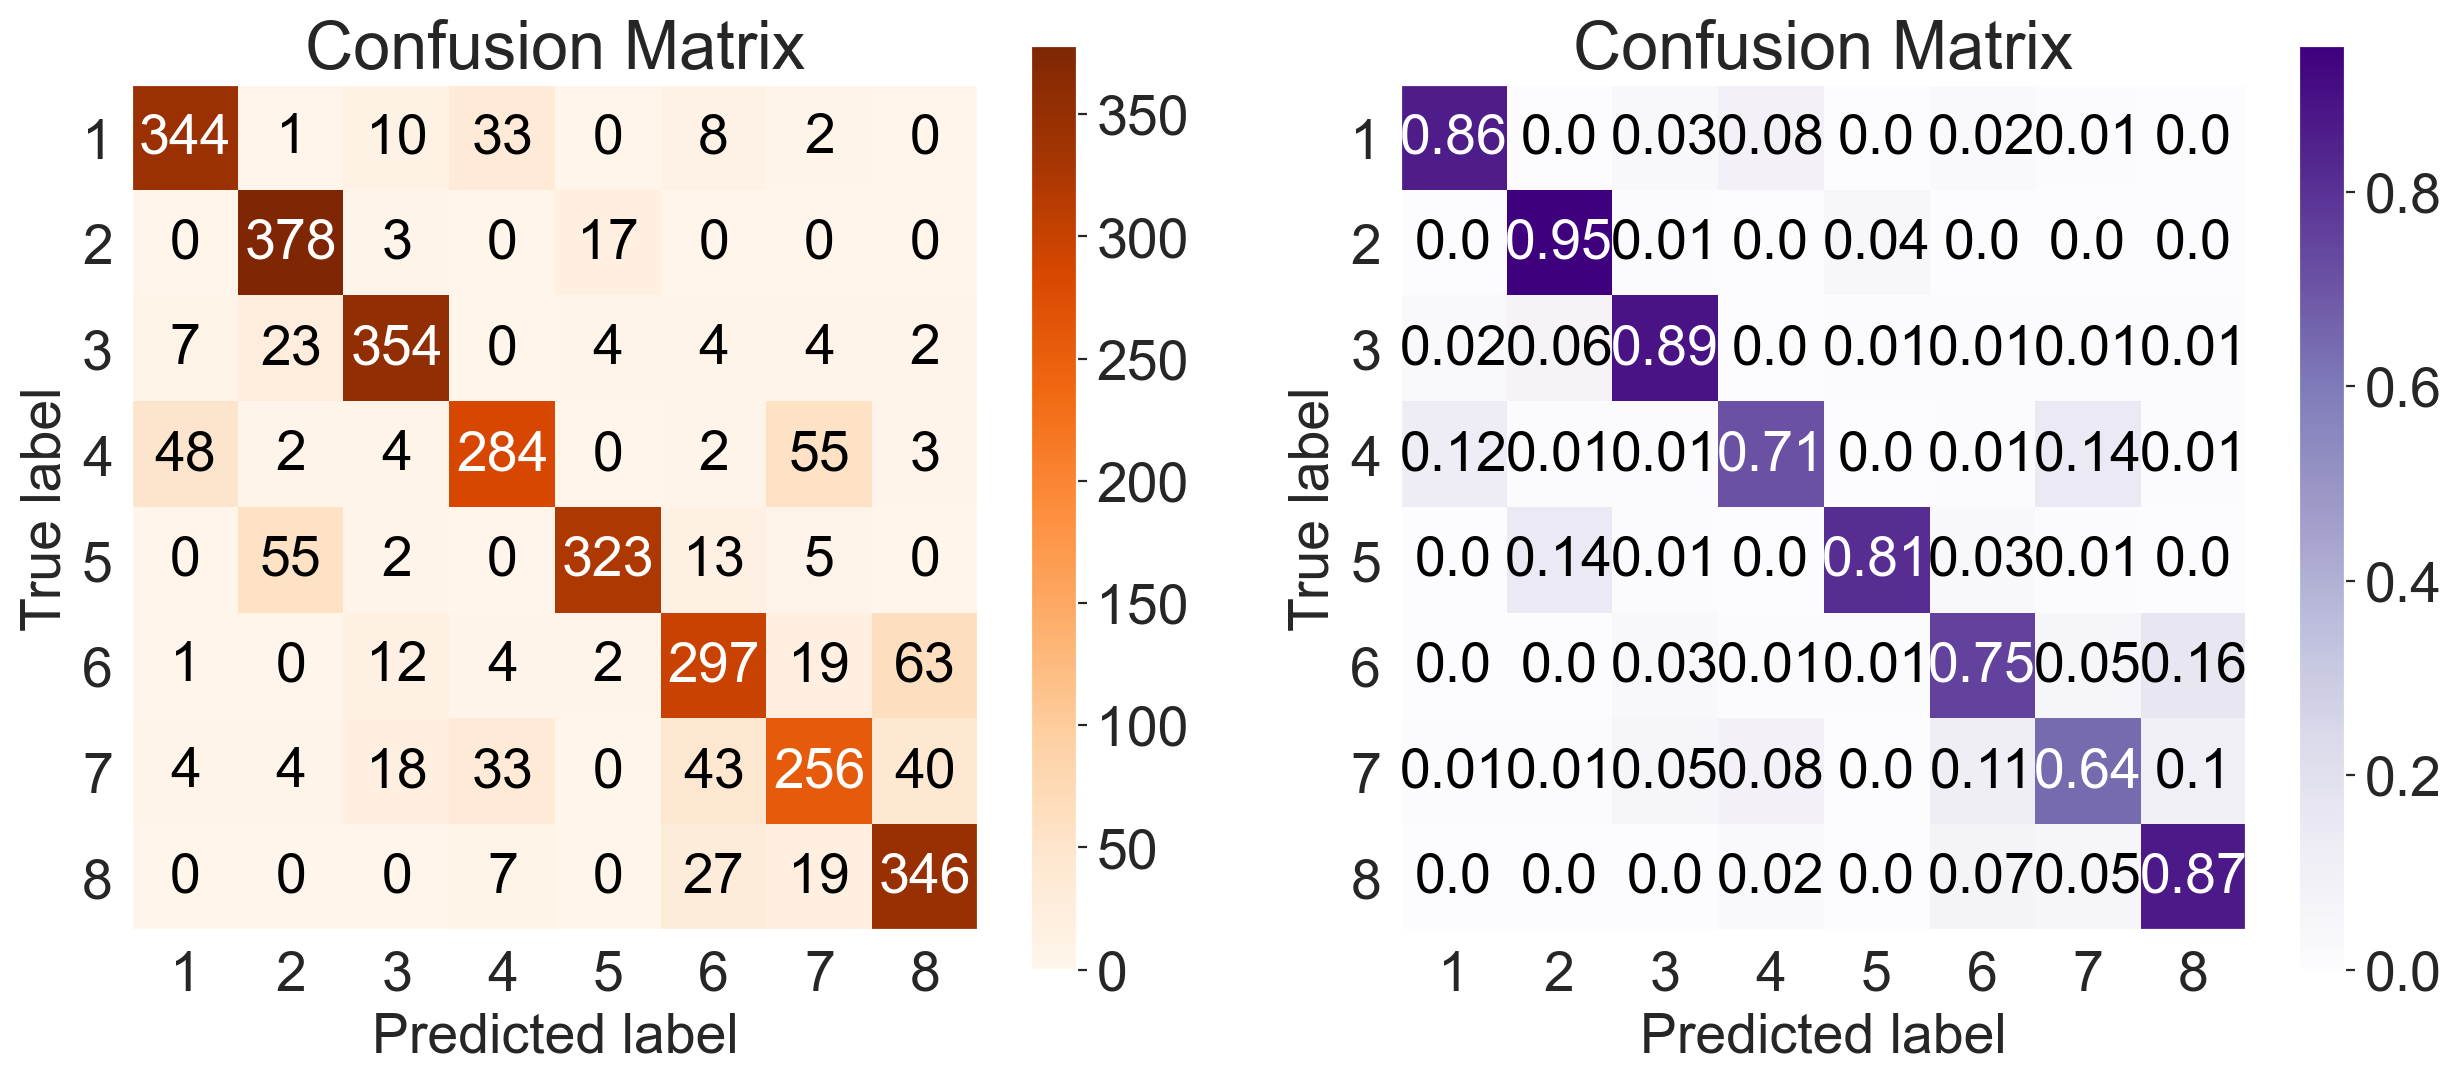 Confusion Matrix
1 344 1 10 33 0 8 2 0
2 0 378 3 0 17 0 0 0
3 7 23 354 0 4 4 4 2
4 48 2 4 284 0 2 55 3
5 0 55 2 0 323 13 5 0
6 1 0 12 4 2 297 19 63
7 4 4 18 33 0 43 256 40
8 0 0 0 7 0 27 19 346
1 2 3 4 5 6 7 8
Predicted label
True label
350
300
250
200
150
100
50
0
Confusion Matrix
1 0.86 0.0 0.03 0.08 0.0 0.02 0.01 0.0
2 0.0 0.95 0.01 0.0 0.04 0.0 0.0 0.0
3 0.02 0.06 0.89 0.0 0.01 0.01 0.01 0.01
4 0.12 0.01 0.01 0.71 0.0 0.01 0.14 0.01
5 0.0 0.14 0.01 0.0 0.81 0.03 0.01 0.0
6 0.0 0.0 0.03 0.01 0.01 0.75 0.05 0.16
7 0.01 0.01 0.05 0.08 0.0 0.11 0.64 0.1
8 0.0 0.0 0.0 0.02 0.0 0.07 0.05 0.87
1 2 3 4 5 6 7 8
Predicted label
True label
0.8
0.6
0.4
0.2
0.0